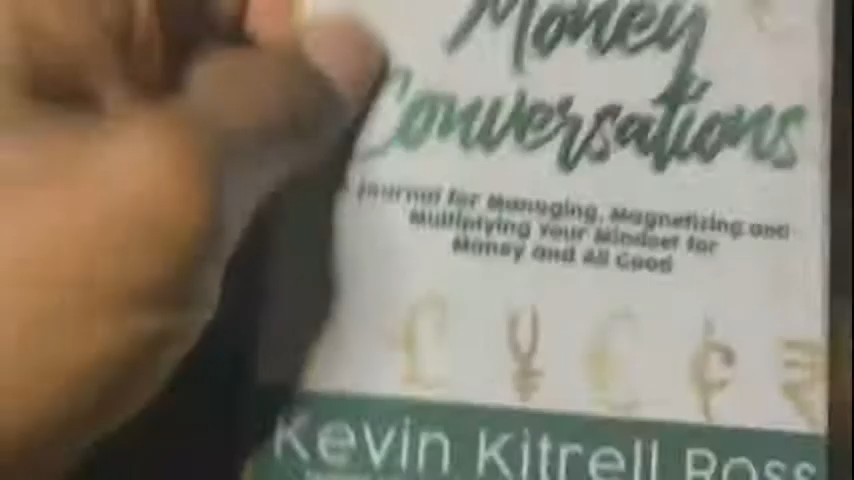 Money
Conversations
Journal for Managing, Magnetizing and
Multiplying Your Mindset for
Money and All Good
£ ¥ € ¢ ₹
Kevin Kitrell Ross